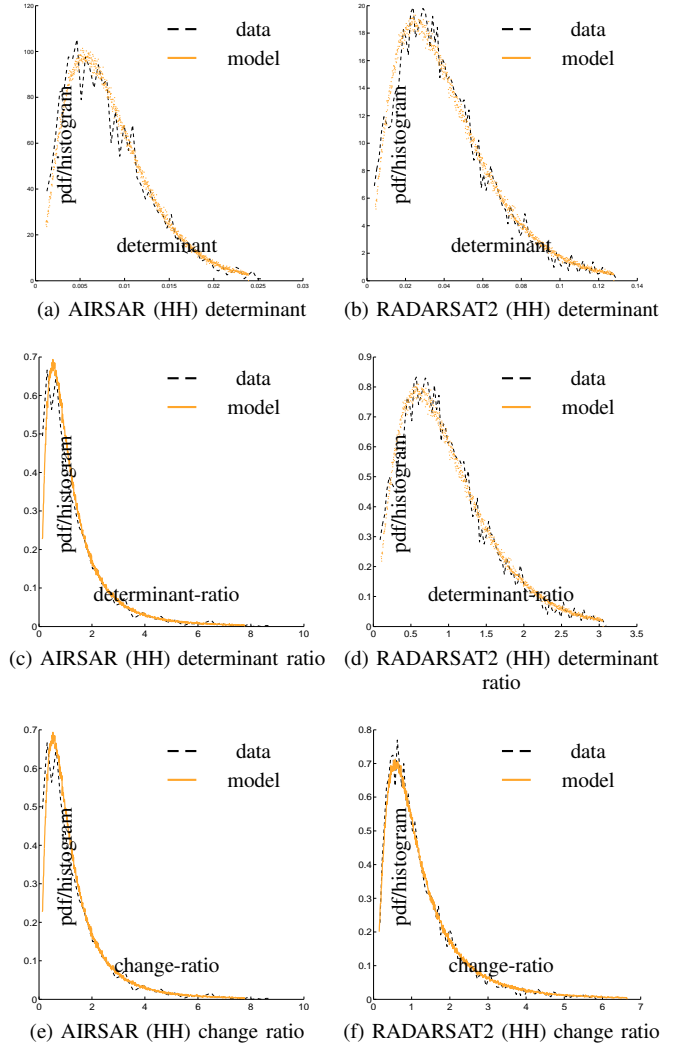 120
100
80
60
40
20
0
0 0.005 0.01 0.015 0.02 0.025 0.03
pdf/histogram
determinant
data
model
(a) AIRSAR (HH) determinant
20
18
16
14
12
10
8
6
4
2
0
0 0.02 0.04 0.06 0.08 0.1 0.12 0.14
pdf/histogram
determinant
data
model
(b) RADARSAT2 (HH) determinant
0.7
0.6
0.5
0.4
0.3
0.2
0.1
0
0 2 4 6 8 10
pdf/histogram
determinant-ratio
data
model
(c) AIRSAR (HH) determinant ratio
0.9
0.8
0.7
0.6
0.5
0.4
0.3
0.2
0.1
0
0 0.5 1 1.5 2 2.5 3 3.5
pdf/histogram
determinant-ratio
data
model
(d) RADARSAT2 (HH) determinant
ratio
0.7
0.6
0.5
0.4
0.3
0.2
0.1
0
0 2 4 6 8 10
pdf/histogram
change-ratio
data
model
(e) AIRSAR (HH) change ratio
0.8
0.7
0.6
0.5
0.4
0.3
0.2
0.1
0
0 1 2 3 4 5 6 7
pdf/histogram
change-ratio
data
model
(f) RADARSAT2 (HH) change ratio